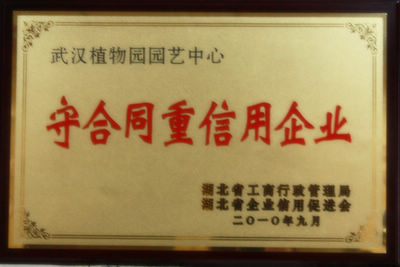 武汉植物园园艺中心
守合同重信用企业
湖北省工商行政管理局
湖北省企业信用促进会
二〇一〇年九月